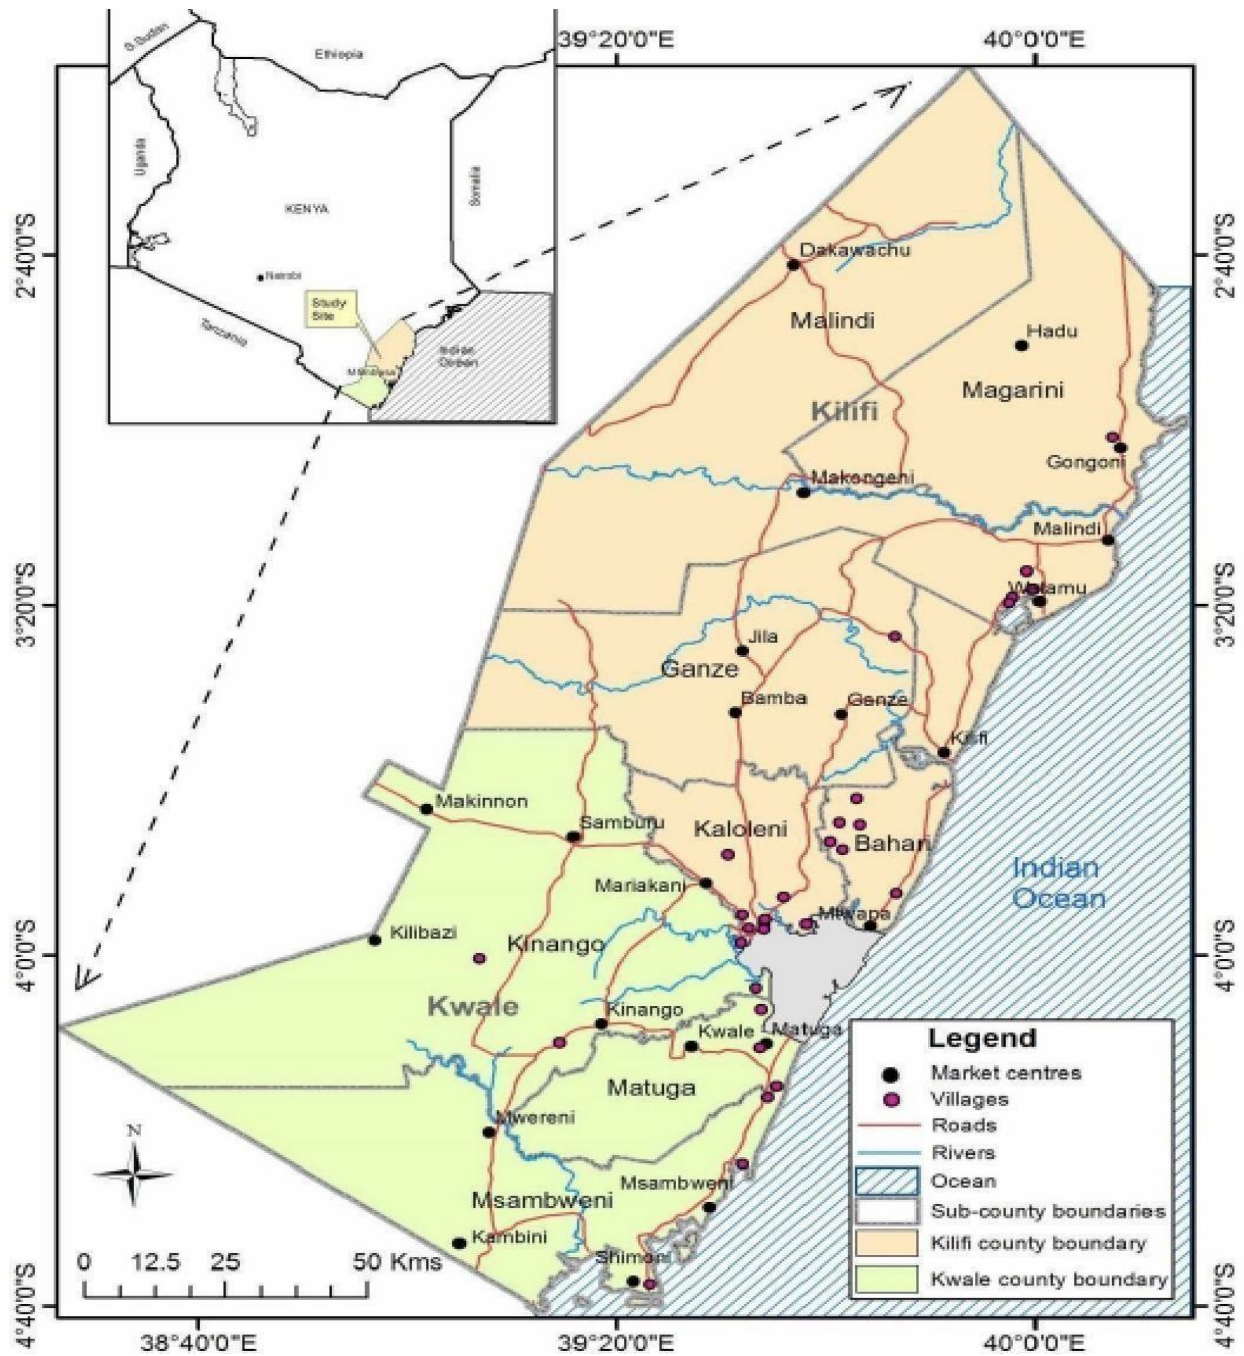 39°20'0"E
40°0'0"E
S.Sudan
Ethiopia
Uganda
Somalia
KENYA
Nairobi
Study
Site
Tanzania
Mombasa
Indian
Ocean
2°40'0"S
2°40'0"S
Dakawachu
Malindi
Hadu
Magarini
Kilifi
Gongoni
Makongeni
Malindi
Watamu
3°20'0"S
3°20'0"S
Jila
Ganze
Bamba
Ganze
Kilifi
Makinnon
Samburu
Kaloleni
Bahari
Indian
Ocean
Mariakani
Mtwapa
Kilibazi
Kinango
4°0'0"S
4°0'0"S
Kwale
Kinango
Kwale
Matuga
Matuga
Mwereni
Msambweni
Msambweni
Kambini
Shimoni
N
0 12.5 25 50 Kms
Legend
Market centres
Villages
Roads
Rivers
Ocean
Sub-county boundaries
Kilifi county boundary
Kwale county boundary
4°40'0"S
4°40'0"S
38°40'0"E
39°20'0"E
40°0'0"E